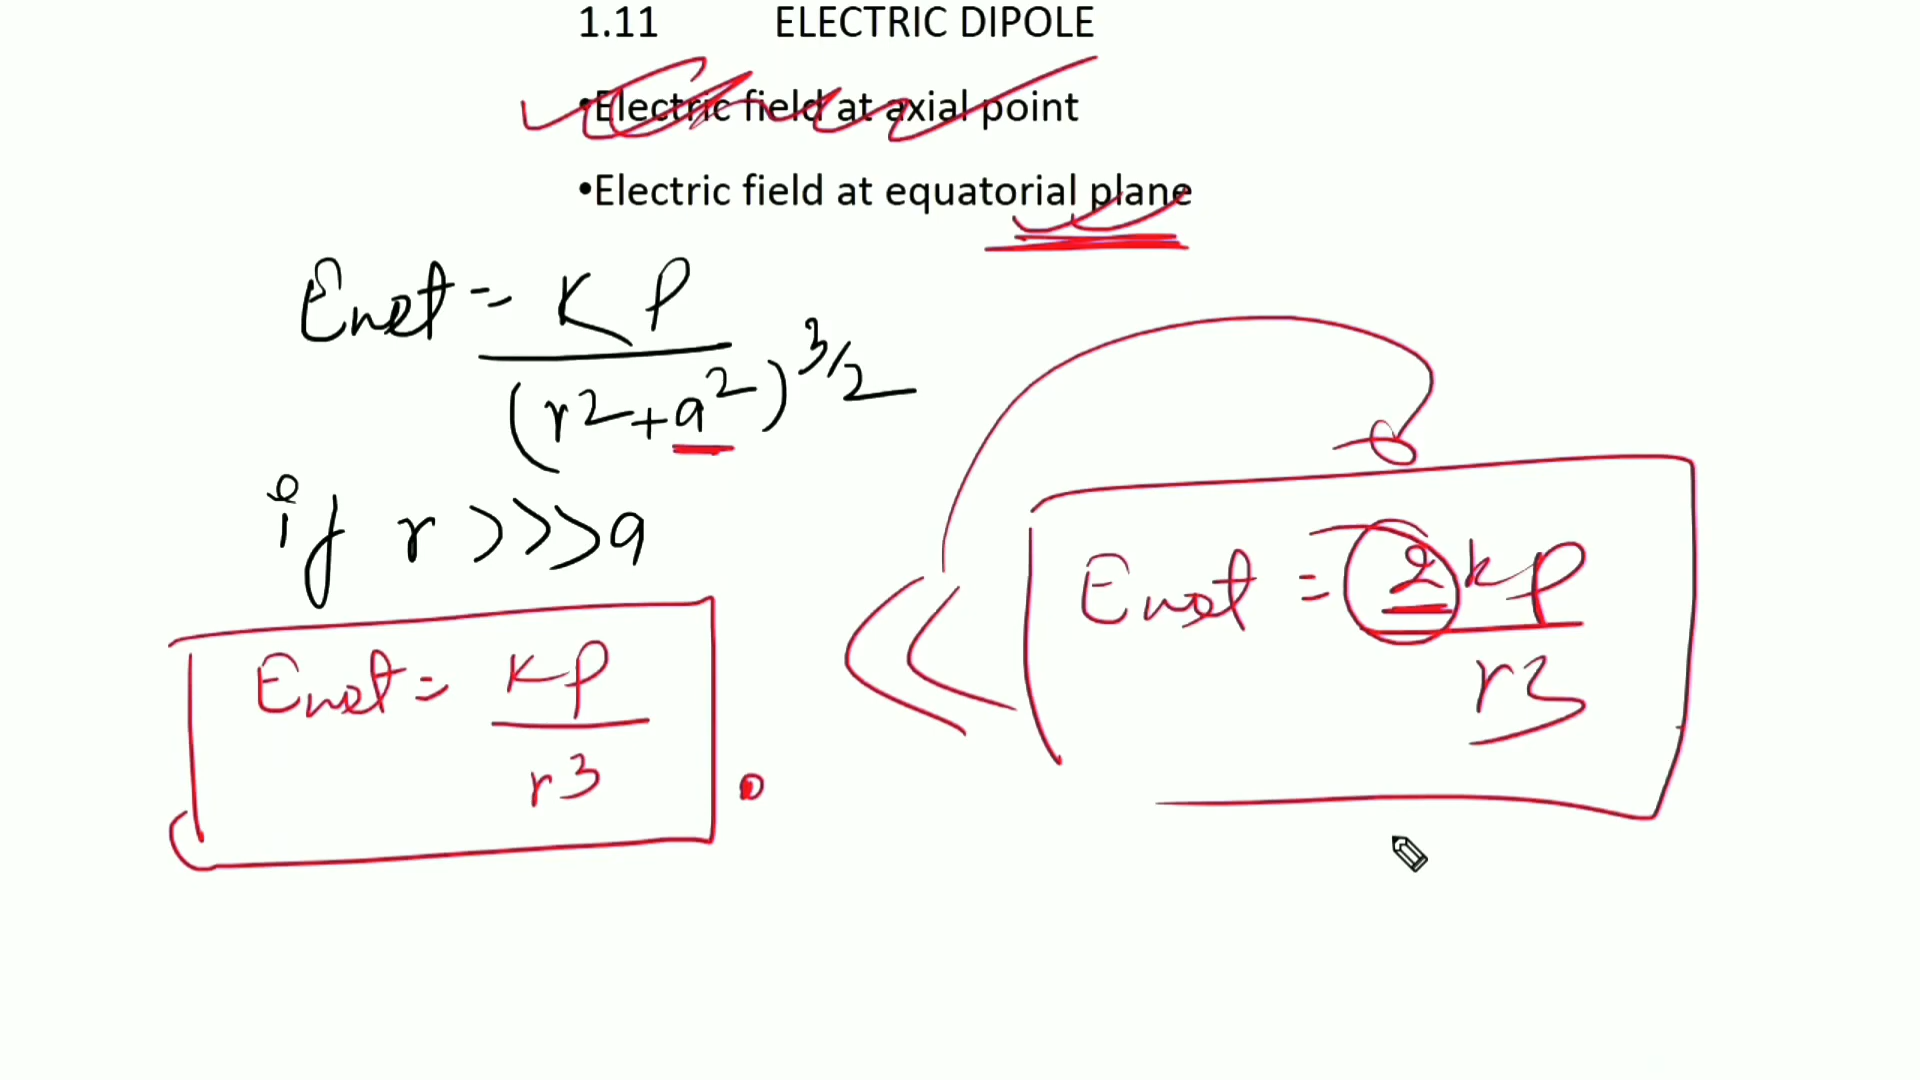 1.11 ELECTRIC DIPOLE
•Electric field at axial point
•Electric field at equatorial plane
Enet = KP
(r2+a2)3/2
if r >>>a
Enet = KP
r3
Enet = 2kp
r3